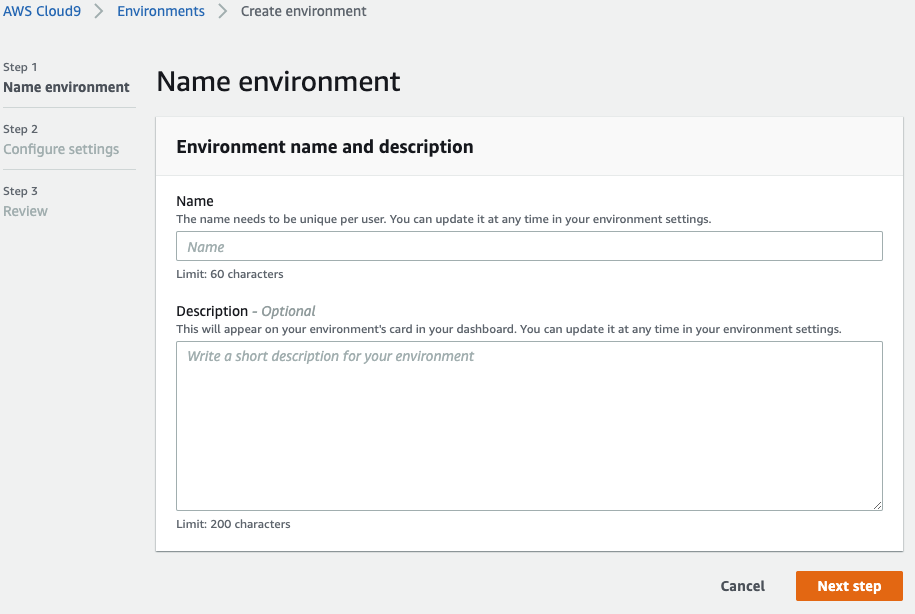 AWS Cloud9 > Environments > Create environment
Step 1
Name environment
Step 2
Configure settings
Step 3
Review
Name environment
Environment name and description
Name
The name needs to be unique per user. You can update it at any time in your environment settings.
Name
Limit: 60 characters
Description - Optional
This will appear on your environment's card in your dashboard. You can update it at any time in your environment settings.
Write a short description for your environment
Limit: 200 characters
Cancel
Next step